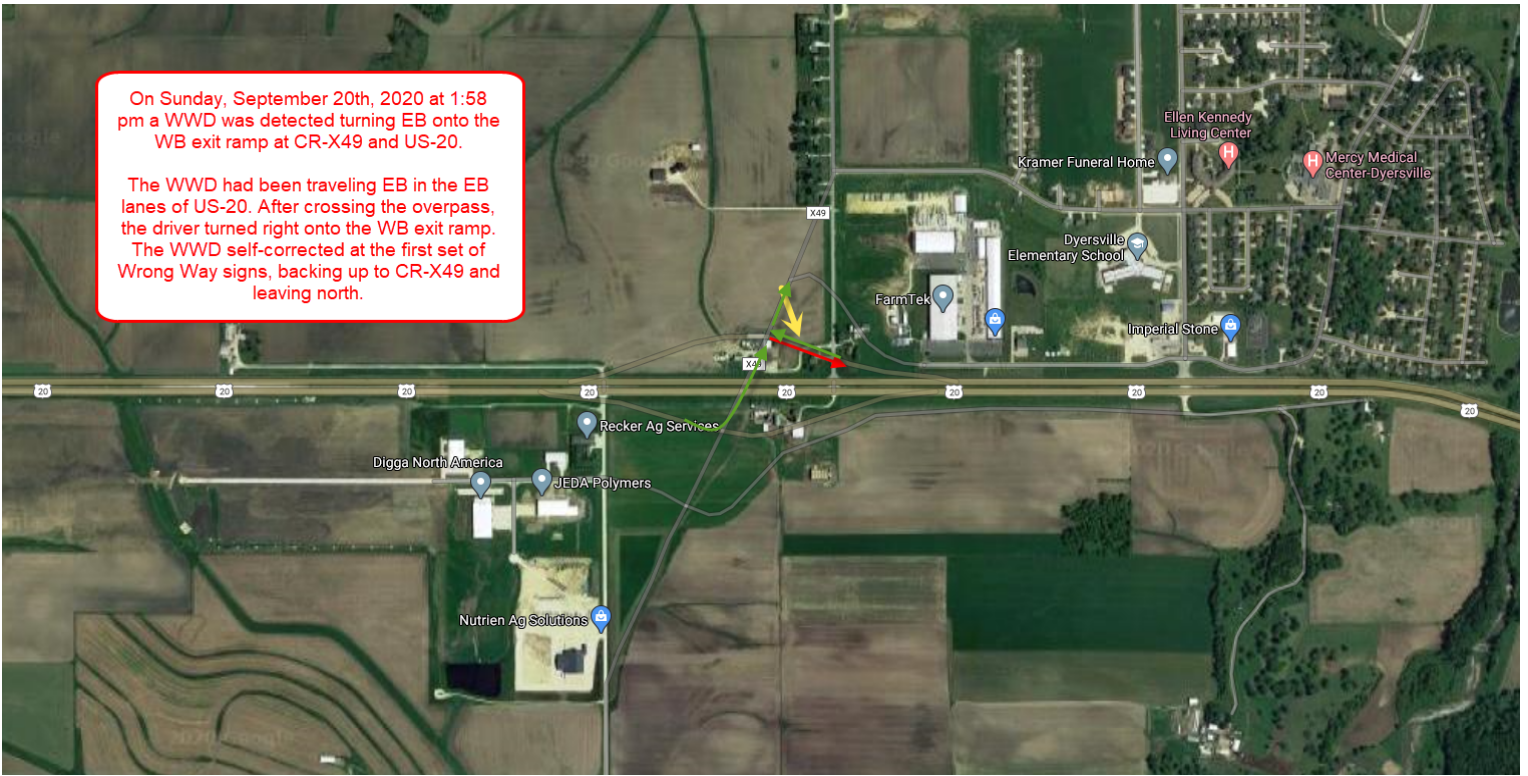 On Sunday, September 20th, 2020 at 1:58
pm a WWD was detected turning EB onto the
WB exit ramp at CR-X49 and US-20.
The WWD had been traveling EB in the EB
lanes of US-20. After crossing the overpass,
the driver turned right onto the WB exit ramp.
The WWD self-corrected at the first set of
Wrong Way signs, backing up to CR-X49 and
leaving north.
Ellen Kennedy
Living Center
Kramer Funeral Home
H
H
Mercy Medical
Center-Dyersville
X49
Dyersville
Elementary School
FarmTek
Imperial Stone
X49
20
20
20
20
20
20
20
20
20
Recker Ag Services
Digga North America
JEDA Polymers
Nutrien Ag Solutions